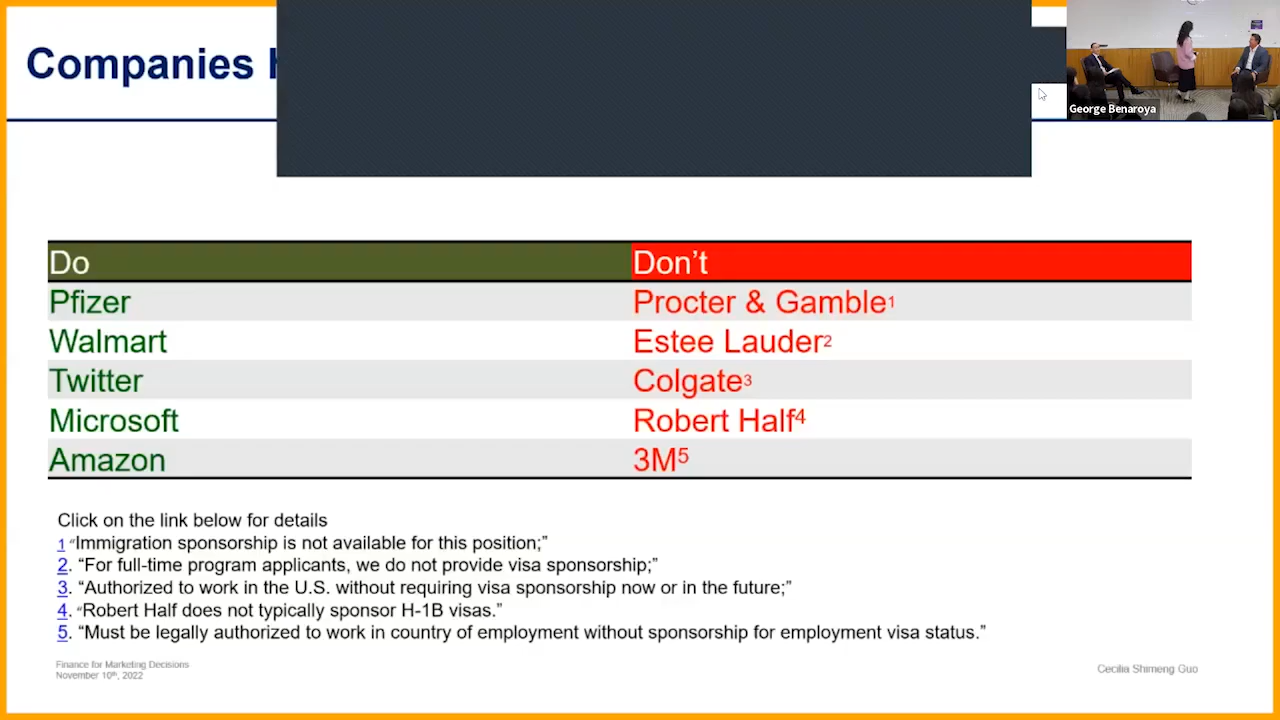 Companies
George Benaroya
Do Don't
Pfizer Procter & Gamble1
Walmart Estee Lauder2
Twitter Colgate3
Microsoft Robert Half4
Amazon 3M5
Click on the link below for details
1 “Immigration sponsorship is not available for this position;”
2. “For full-time program applicants, we do not provide visa sponsorship;”
3. “Authorized to work in the U.S. without requiring visa sponsorship now or in the future;”
4. “Robert Half does not typically sponsor H-1B visas.”
5. “Must be legally authorized to work in country of employment without sponsorship for employment visa status.”
Finance for Marketing Decisions
November 10th, 2022
Cecilia Shimeng Guo